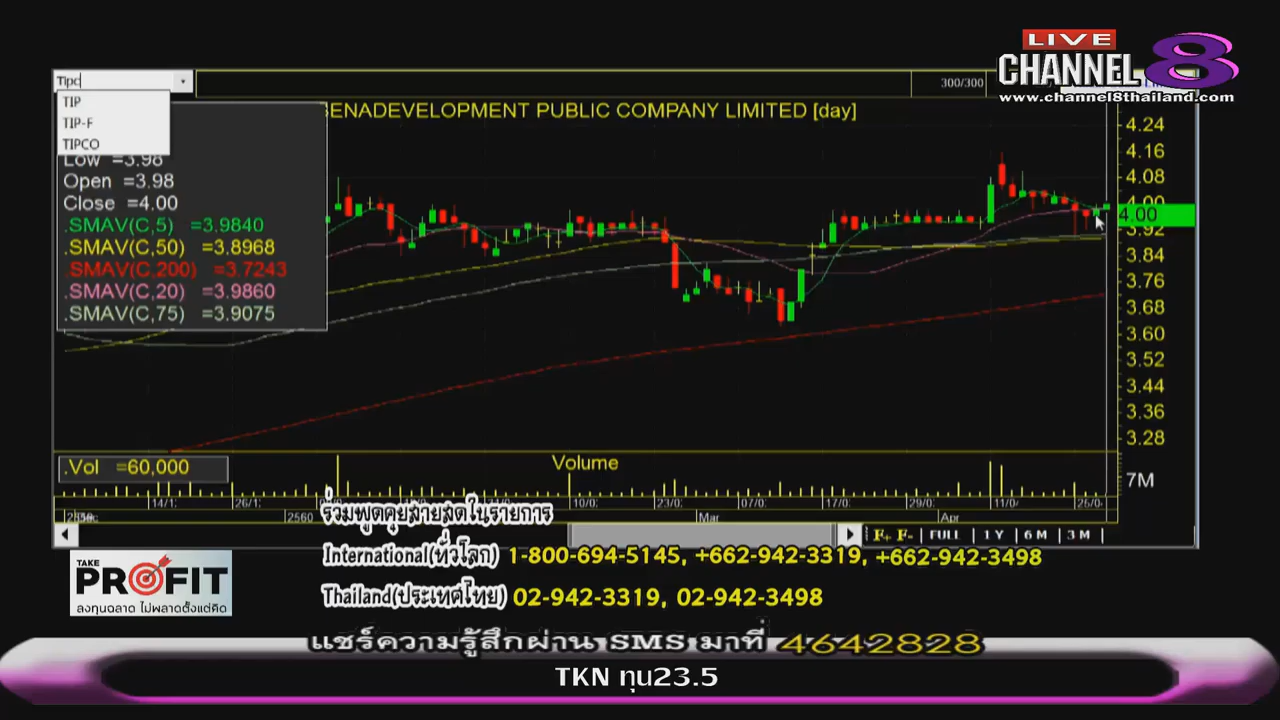 LIVE
CHANNEL 8
www.channel8thailand.com
Tipc
300/300
TIP
TIP-F
TIPCO
ENADEVELOPMENT PUBLIC COMPANY LIMITED [day]
Low =3.98
Open =3.98
Close =4.00
.SMAV(C,5) =3.9840
.SMAV(C,50) =3.8968
.SMAV(C,200) =3.7243
.SMAV(C,20) =3.9860
.SMAV(C,75) =3.9075
4.24
4.16
4.08
4.00
4.00
3.92
3.84
3.76
3.68
3.60
3.52
3.44
3.36
3.28
.Vol =60,000
Volume
7M
14/1: 26/1: 10/0: 23/0: 07/0: 17/0: 29/0: 11/0: 25/0:
2560 Mar Apr
FULL 1 Y 6 M 3 M
ร่วมพูดคุยสายสดในรายการ
International(ทั่วโลก) 1-800-694-5145, +662-942-3319, +662-942-3498
Thailand(ประเทศไทย) 02-942-3319, 02-942-3498
TAKE
PROFIT
ลงทุนฉลาด ไม่พลาดตั้งแต่คิด
แชร์ความรู้สึกผ่าน SMS มาที่ 4642828
TKN ทุน23.5